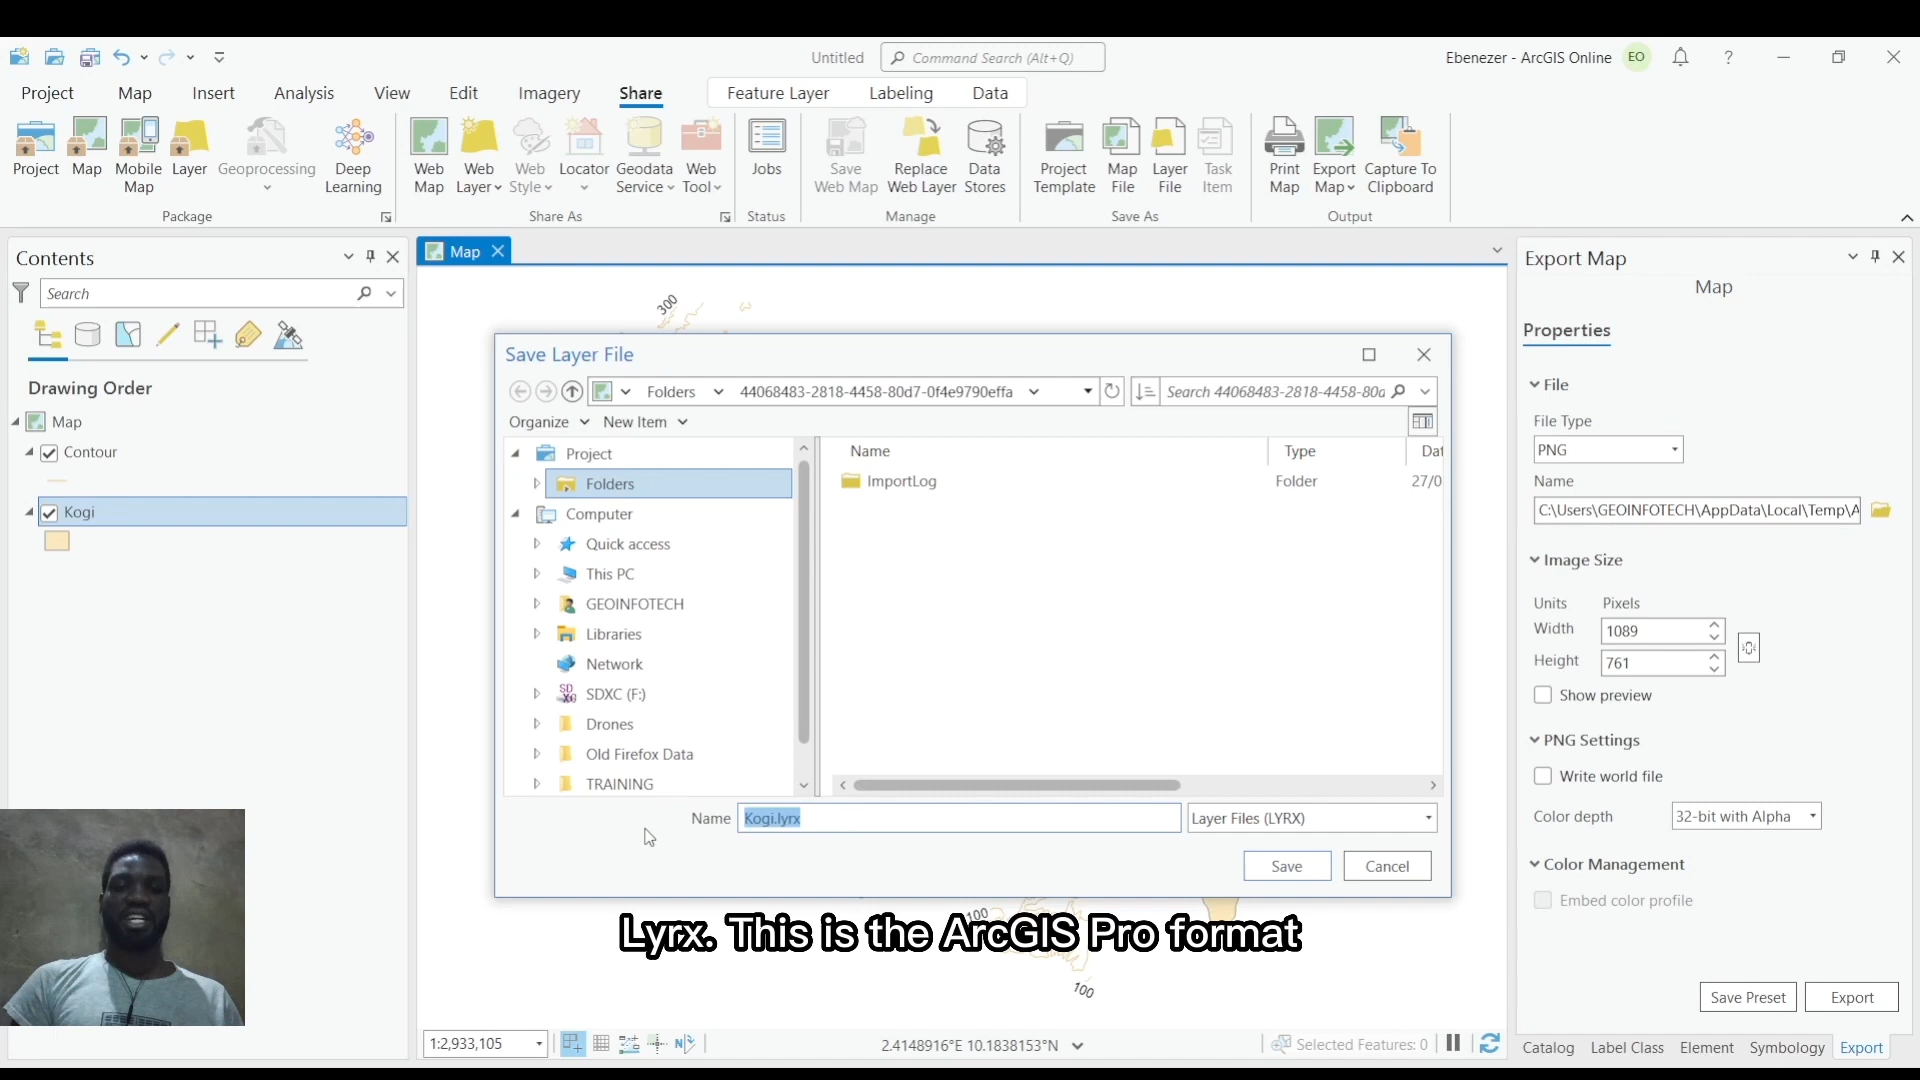 Untitled
Command Search (Alt+Q)
Ebenezer - ArcGIS Online
EO
?
Project
Map
Insert
Analysis
View
Edit
Imagery
Share
Feature Layer
Labeling
Data
Project
Map
Mobile
Map
Layer
Geoprocessing
Deep
Learning
Package
Web
Map
Web
Layer
Web
Style
Locator
Geodata
Service
Web
Tool
Share As
Jobs
Status
Save
Web Map
Replace
Web Layer
Data
Stores
Manage
Project
Template
Map
File
Layer
File
Task
Item
Save As
Print
Map
Export
Map
Capture To
Clipboard
Output
Contents
Search
Drawing Order
Map
Contour
Kogi
Map
300
Save Layer File
Folders
44068483-2818-4458-80d7-0f4e9790effa
Search 44068483-2818-4458-80d
Organize
New Item
Project
Folders
Computer
Quick access
This PC
GEOINFOTECH
Libraries
Network
SDXC (F:)
Drones
Old Firefox Data
TRAINING
Name
Type
Dat
ImportLog
Folder
27/0
Name
Kogi.lyrx
Layer Files (LYRX)
Save
Cancel
100
Lyrx. This is the ArcGIS Pro format
100
1:2,933,105
2.4148916°E 10.1838153°N
Selected Features: 0
Export Map
Map
Properties
File
File Type
PNG
Name
C:\Users\GEOINFOTECH\AppData\Local\Temp\A
Image Size
Units
Pixels
Width
1089
Height
761
Show preview
PNG Settings
Write world file
Color depth
32-bit with Alpha
Color Management
Embed color profile
Save Preset
Export
Catalog
Label Class
Element
Symbology
Export